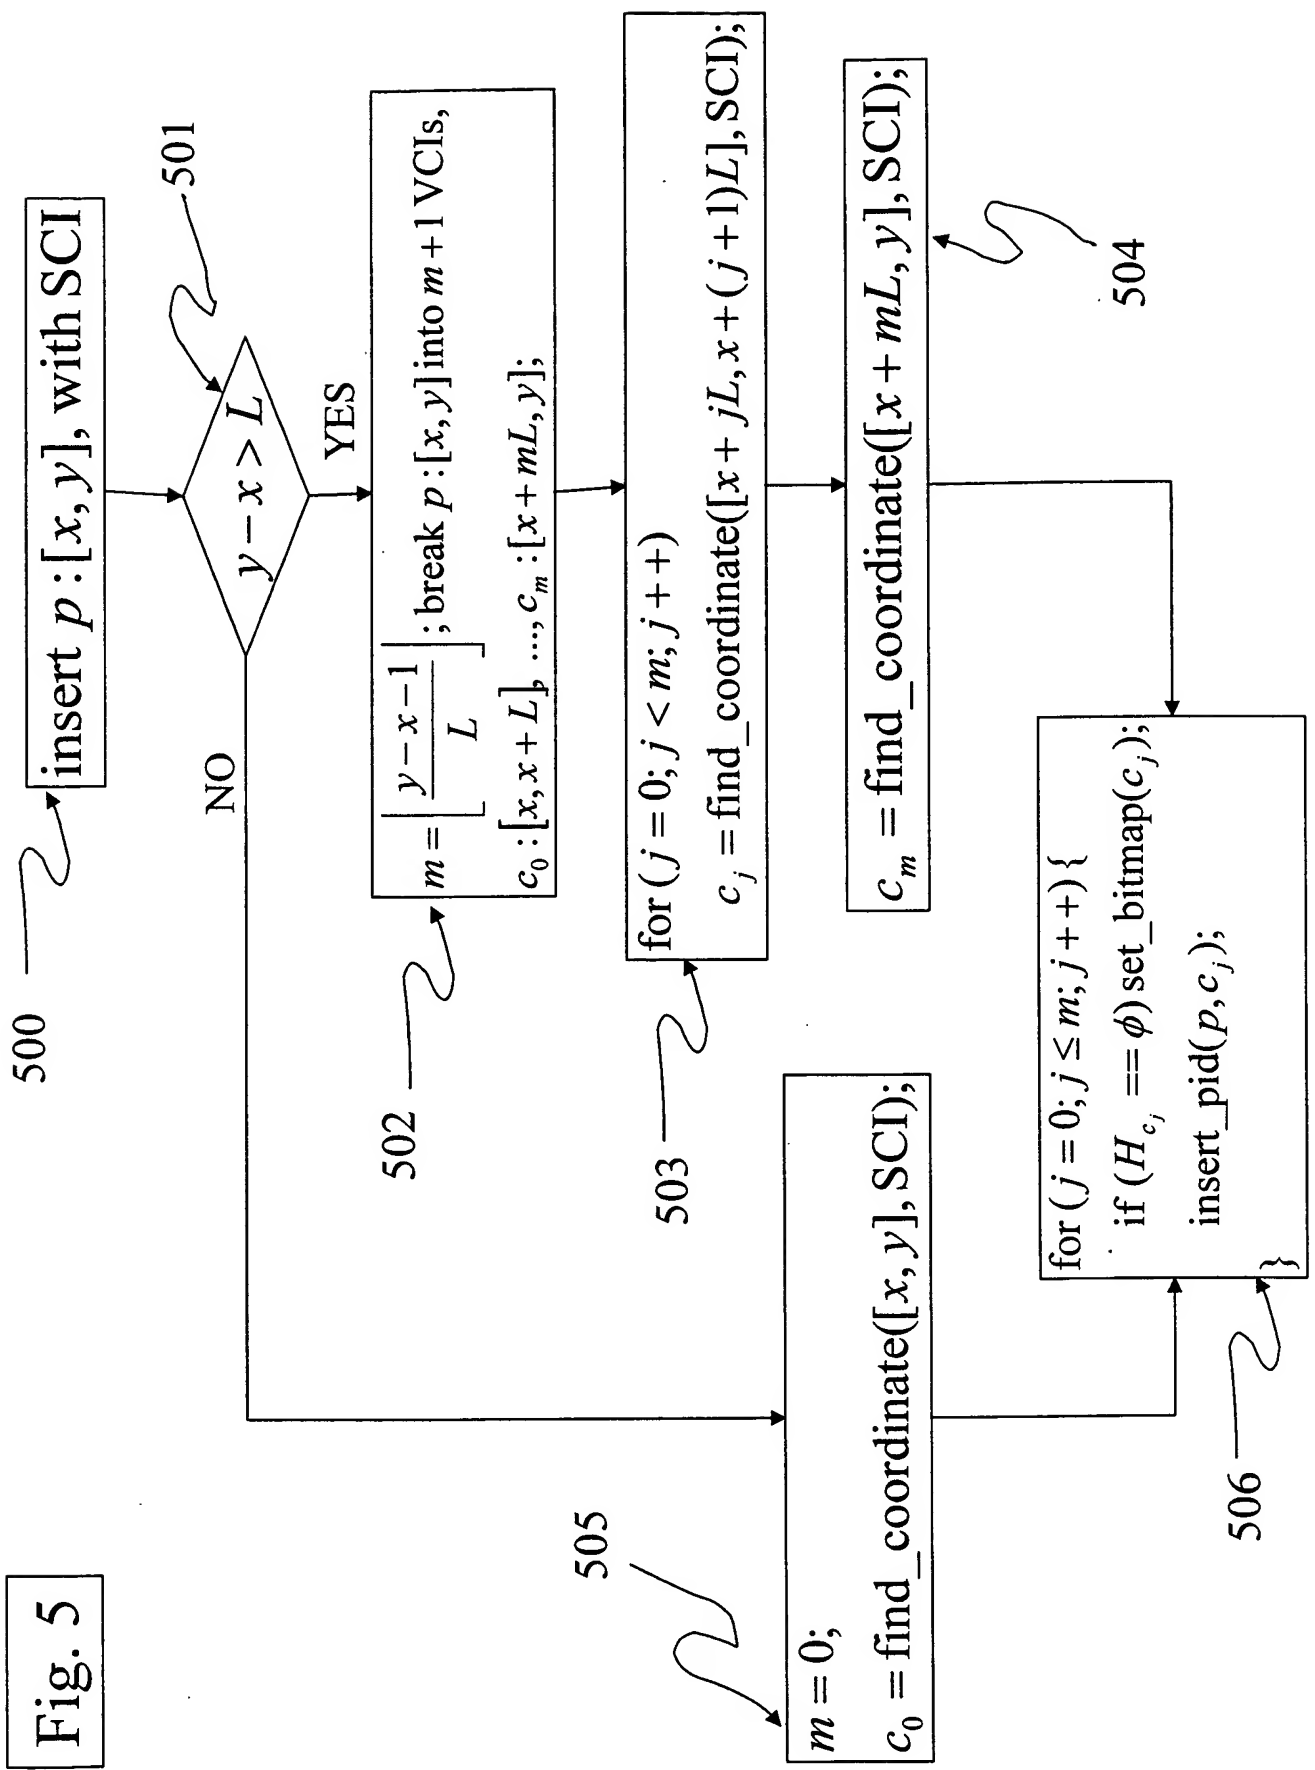 Fig. 5
500
insert p : [x, y], with SCI
501
y − x > L
NO
YES
502
m = ⌊(y − x − 1) / L⌋; break p : [x, y] into m + 1 VCIs,
c₀ : [x, x + L], ..., cₘ : [x + mL, y];
503
for (j = 0; j < m; j ++)
c_j = find_coordinate([x + jL, x + (j + 1)L], SCI);
504
cₘ = find_coordinate([x + mL, y], SCI);
505
m = 0;
c₀ = find_coordinate([x, y], SCI);
506
for (j = 0; j ≤ m; j ++) {
if (H_{c_j} == ϕ) set_bitmap(c_j);
insert_pid(p, c_j);
}